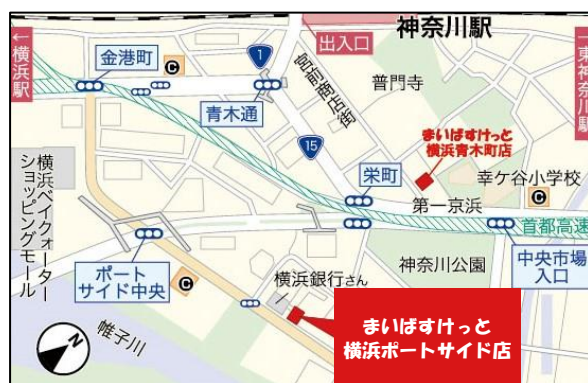 神奈川駅
出入口
←横浜駅
金港町
C
1
宮前商店街
普門寺
→東神奈川駅
青木通
15
まいばすけっと
横浜青木町店
栄町
幸ケ谷小学校
C
第一京浜
首都高速
横浜ベイクォーター
ショッピングモール
ポート
サイド中央
C
横浜銀行さん
神奈川公園
中央市場
入口
帷子川
N
まいばすけっと
横浜ポートサイド店